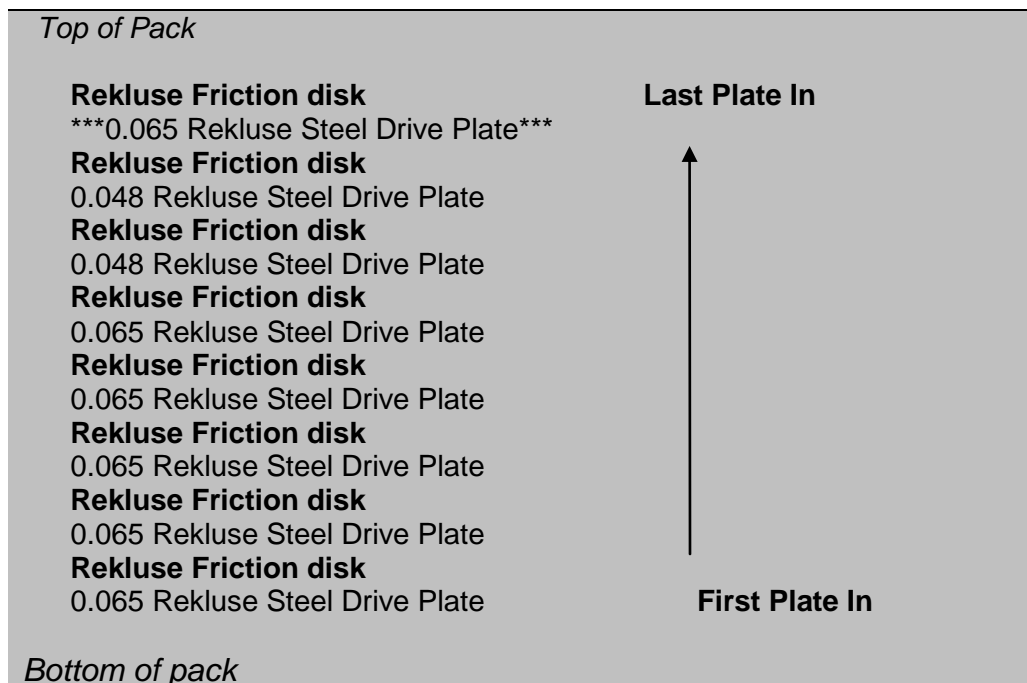 Top of Pack
Rekluse Friction disk Last Plate In
***0.065 Rekluse Steel Drive Plate***
Rekluse Friction disk
0.048 Rekluse Steel Drive Plate
Rekluse Friction disk
0.048 Rekluse Steel Drive Plate
Rekluse Friction disk
0.065 Rekluse Steel Drive Plate
Rekluse Friction disk
0.065 Rekluse Steel Drive Plate
Rekluse Friction disk
0.065 Rekluse Steel Drive Plate
Rekluse Friction disk
0.065 Rekluse Steel Drive Plate
Rekluse Friction disk
0.065 Rekluse Steel Drive Plate First Plate In
Bottom of pack